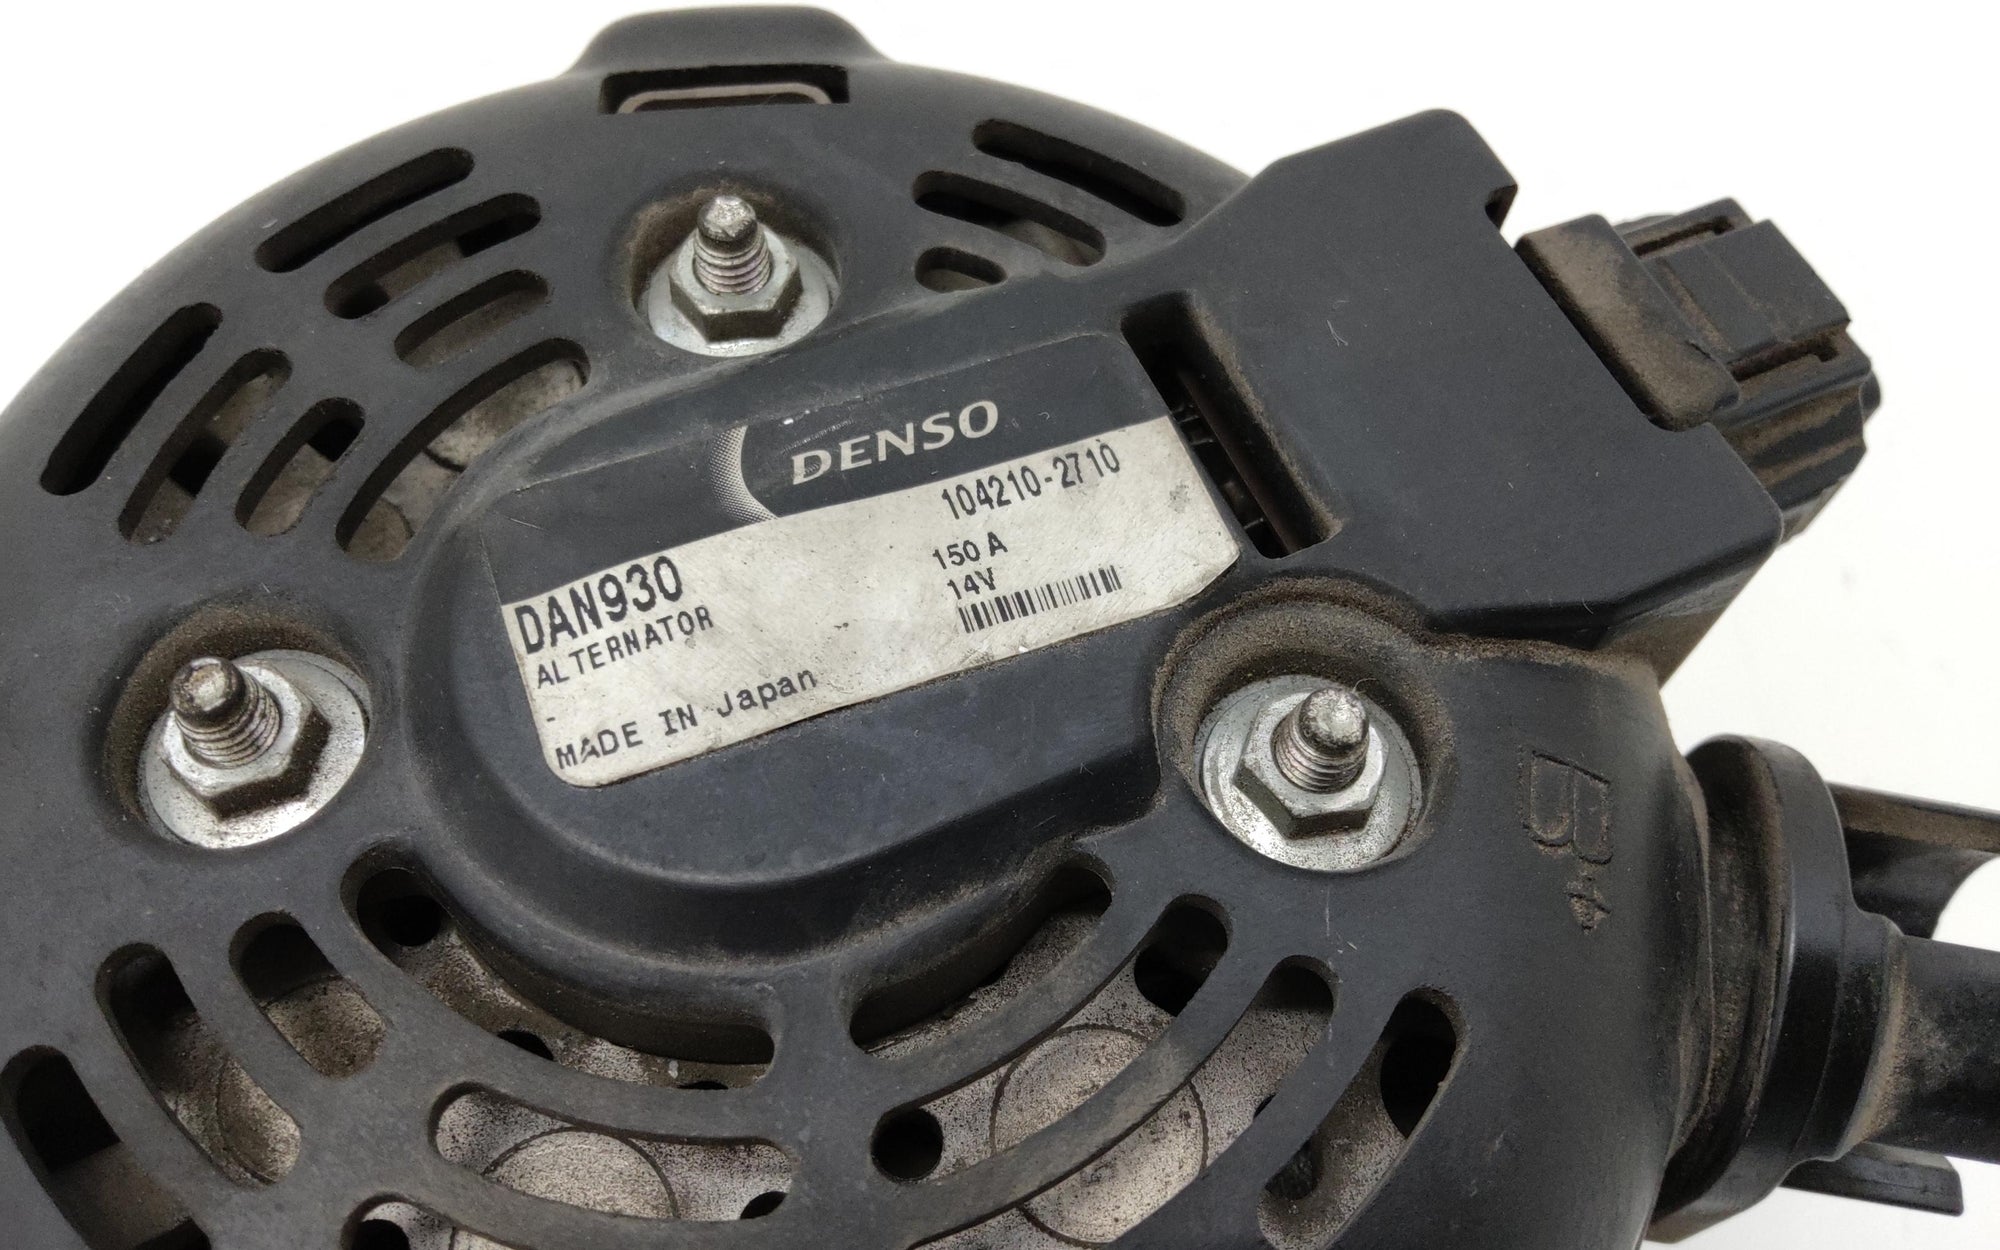 DENSO
104210-2710
DAN930
150 A
ALTERNATOR
14V
-
MADE IN Japan
B+